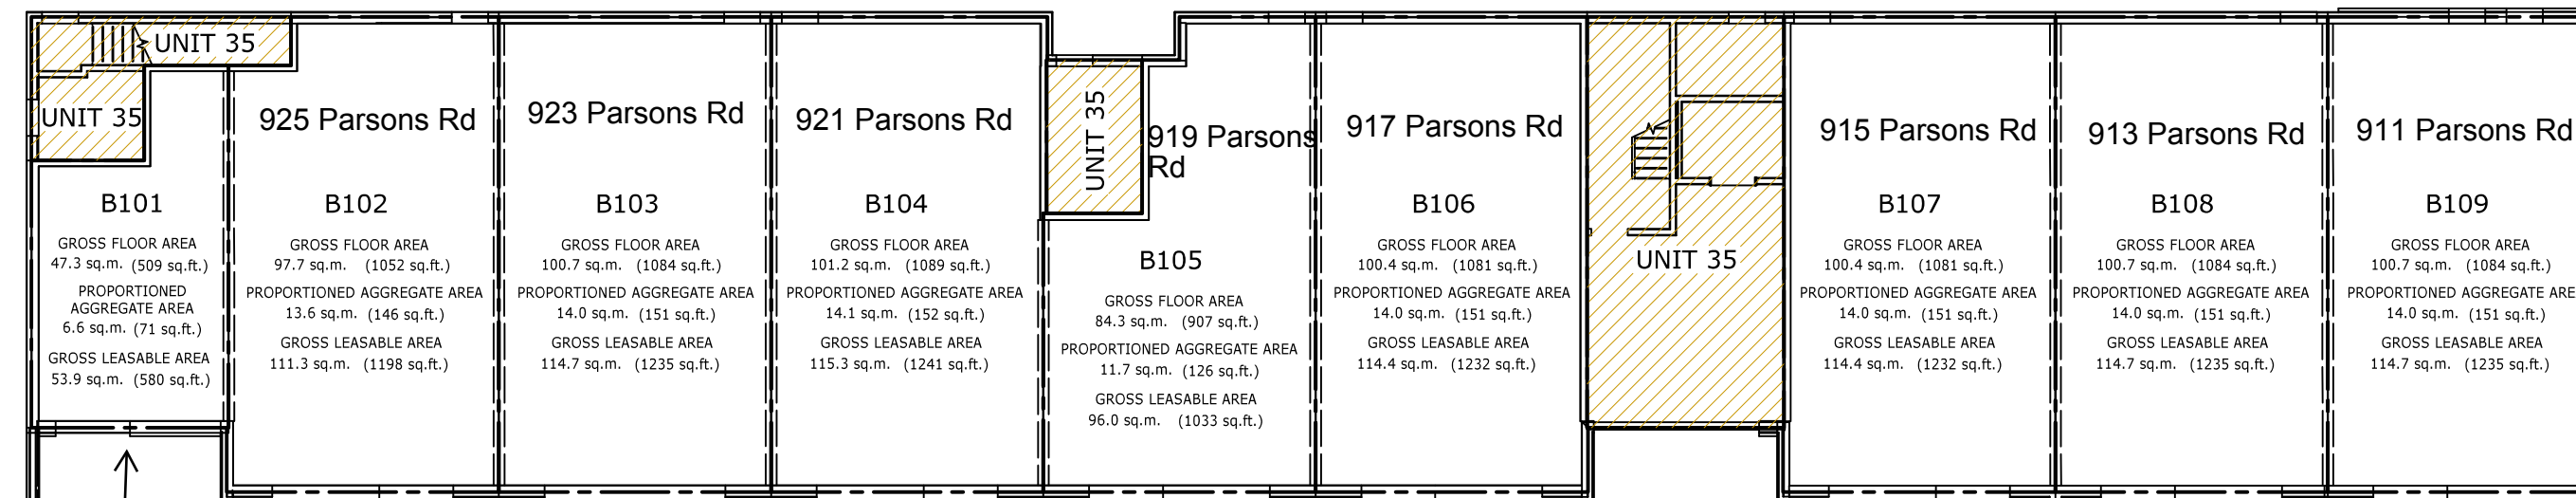 UNIT 35
UNIT 35
B101
GROSS FLOOR AREA
47.3 sq.m. (509 sq.ft.)
PROPORTIONED
AGGREGATE AREA
6.6 sq.m. (71 sq.ft.)
GROSS LEASABLE AREA
53.9 sq.m. (580 sq.ft.)
925 Parsons Rd
B102
GROSS FLOOR AREA
97.7 sq.m. (1052 sq.ft.)
PROPORTIONED AGGREGATE AREA
13.6 sq.m. (146 sq.ft.)
GROSS LEASABLE AREA
111.3 sq.m. (1198 sq.ft.)
923 Parsons Rd
B103
GROSS FLOOR AREA
100.7 sq.m. (1084 sq.ft.)
PROPORTIONED AGGREGATE AREA
14.0 sq.m. (151 sq.ft.)
GROSS LEASABLE AREA
114.7 sq.m. (1235 sq.ft.)
921 Parsons Rd
B104
GROSS FLOOR AREA
101.2 sq.m. (1089 sq.ft.)
PROPORTIONED AGGREGATE AREA
14.1 sq.m. (152 sq.ft.)
GROSS LEASABLE AREA
115.3 sq.m. (1241 sq.ft.)
UNIT 35
919 Parsons
Rd
B105
GROSS FLOOR AREA
84.3 sq.m. (907 sq.ft.)
PROPORTIONED AGGREGATE AREA
11.7 sq.m. (126 sq.ft.)
GROSS LEASABLE AREA
96.0 sq.m. (1033 sq.ft.)
917 Parsons Rd
B106
GROSS FLOOR AREA
100.4 sq.m. (1081 sq.ft.)
PROPORTIONED AGGREGATE AREA
14.0 sq.m. (151 sq.ft.)
GROSS LEASABLE AREA
114.4 sq.m. (1232 sq.ft.)
UNIT 35
915 Parsons Rd
B107
GROSS FLOOR AREA
100.4 sq.m. (1081 sq.ft.)
PROPORTIONED AGGREGATE AREA
14.0 sq.m. (151 sq.ft.)
GROSS LEASABLE AREA
114.4 sq.m. (1232 sq.ft.)
913 Parsons Rd
B108
GROSS FLOOR AREA
100.7 sq.m. (1084 sq.ft.)
PROPORTIONED AGGREGATE AREA
14.0 sq.m. (151 sq.ft.)
GROSS LEASABLE AREA
114.7 sq.m. (1235 sq.ft.)
911 Parsons Rd
B109
GROSS FLOOR AREA
100.7 sq.m. (1084 sq.ft.)
PROPORTIONED AGGREGATE ARE
14.0 sq.m. (151 sq.ft.)
GROSS LEASABLE AREA
114.7 sq.m. (1235 sq.ft.)